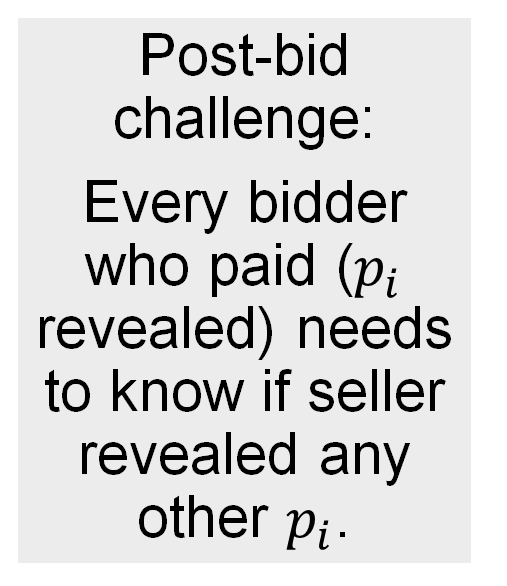 Post-bid
challenge:
Every bidder
who paid (pᵢ
revealed) needs
to know if seller
revealed any
other pᵢ.